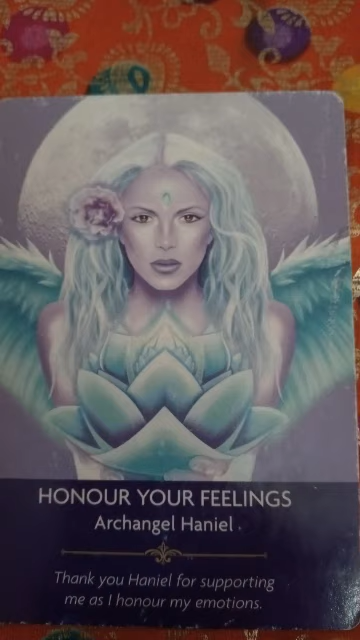 HONOUR YOUR FEELINGS
Archangel Haniel
Thank you Haniel for supporting
me as I honour my emotions.